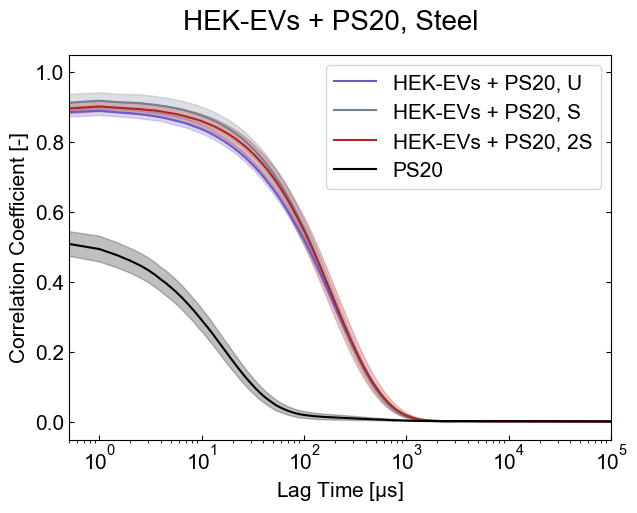 HEK-EVs + PS20, Steel
HEK-EVs + PS20, U
HEK-EVs + PS20, S
HEK-EVs + PS20, 2S
PS20
Correlation Coefficient [-]
1.0
0.8
0.6
0.4
0.2
0.0
10⁰ 10¹ 10² 10³ 10⁴ 10⁵
Lag Time [µs]